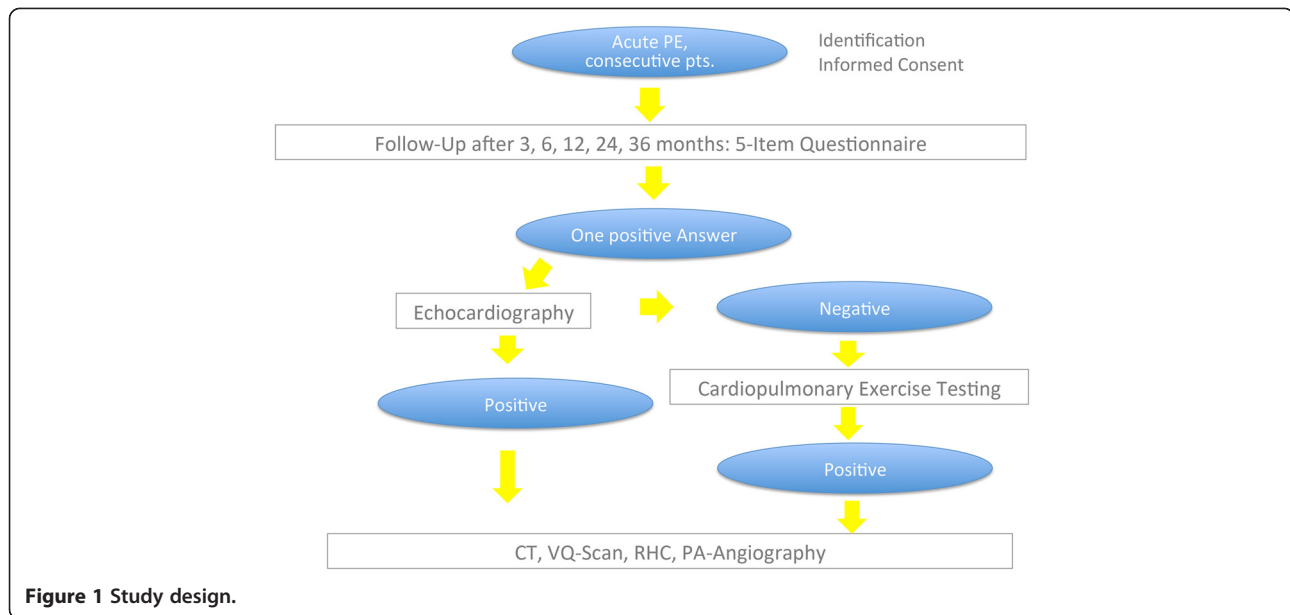 Acute PE,
consecutive pts.
Identification
Informed Consent
Follow-Up after 3, 6, 12, 24, 36 months: 5-Item Questionnaire
One positive Answer
Echocardiography
Negative
Positive
Cardiopulmonary Exercise Testing
Positive
CT, VQ-Scan, RHC, PA-Angiography
Figure 1 Study design.